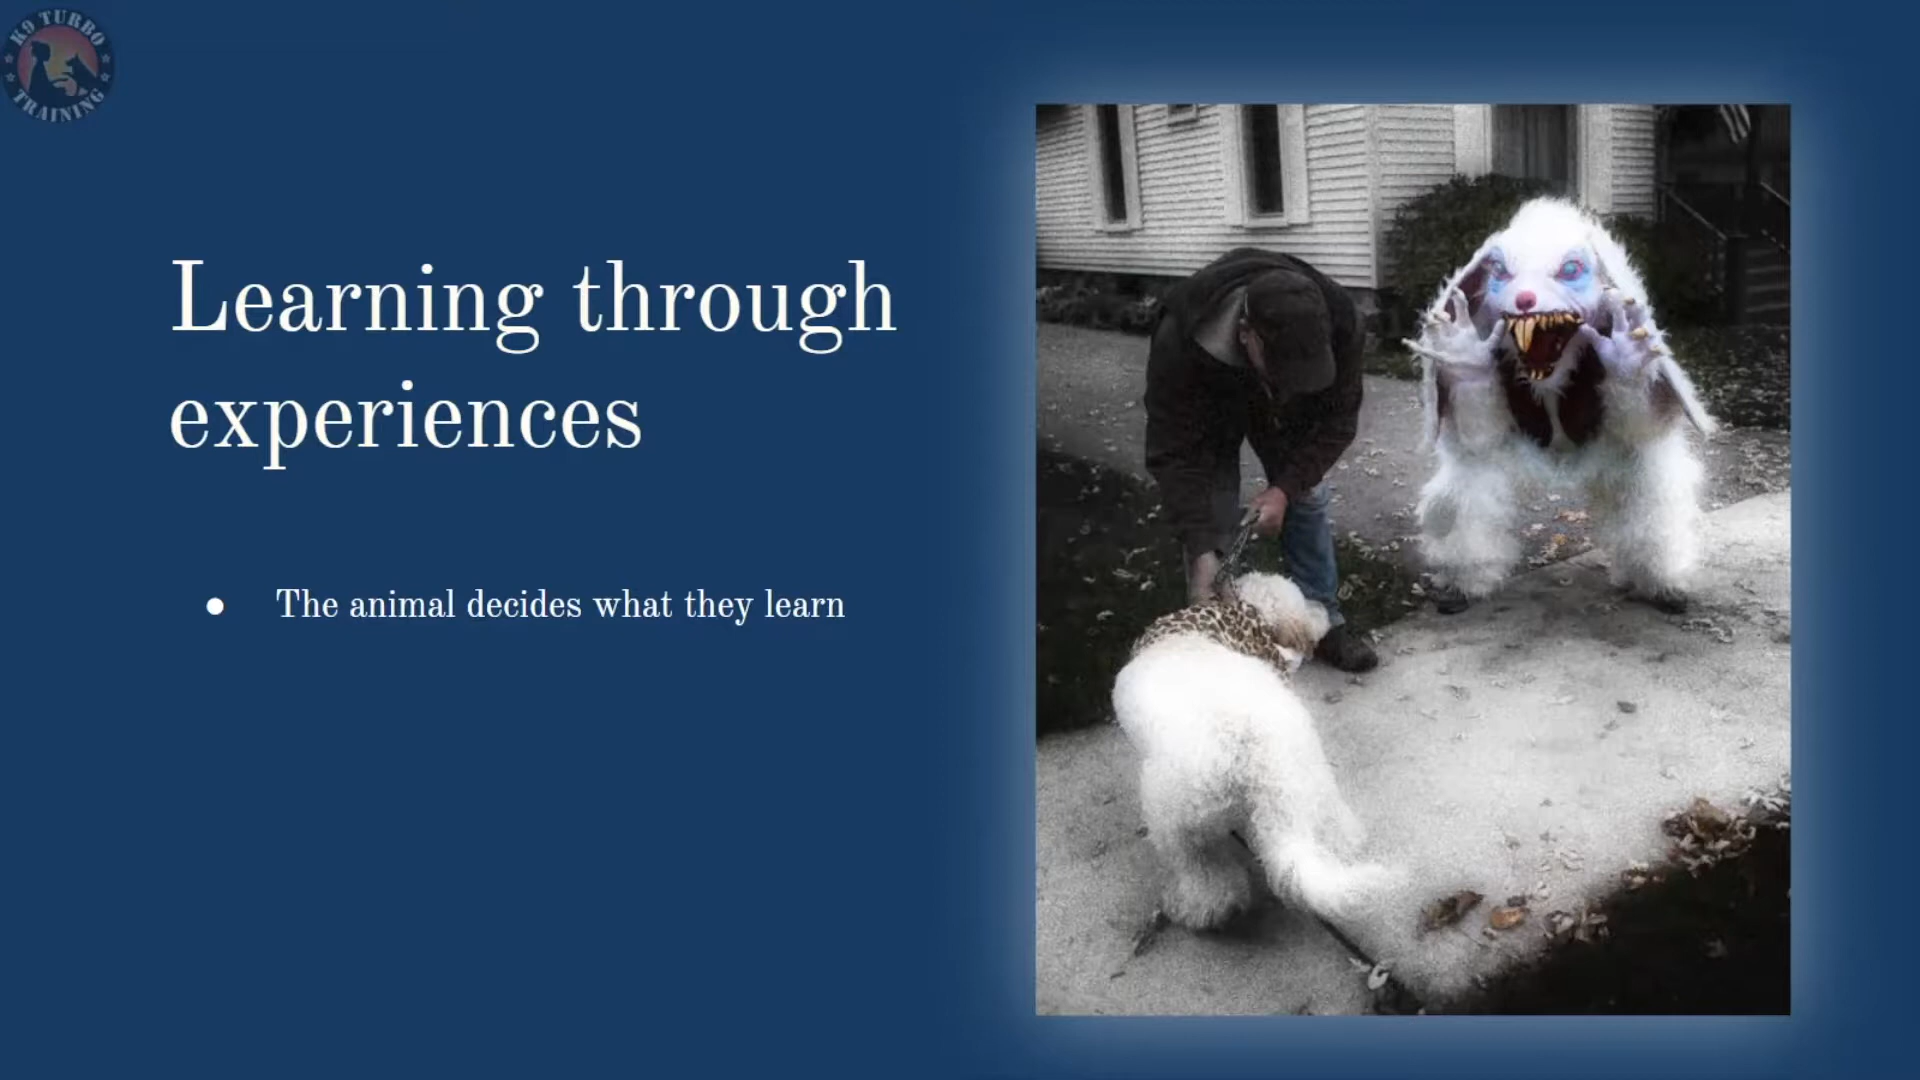 K9 TURBO
TRAINING
Learning through
experiences
● The animal decides what they learn